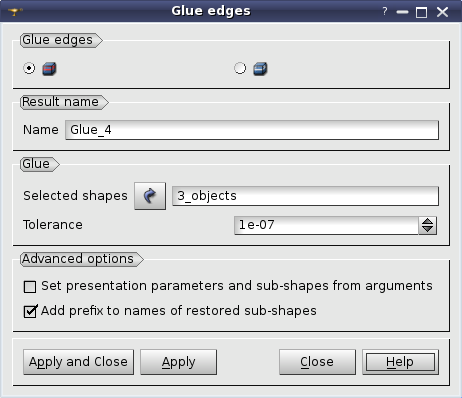 Glue edges
?
Glue edges
Result name
Name Glue_4
Glue
Selected shapes 3_objects
Tolerance 1e-07
Advanced options
Set presentation parameters and sub-shapes from arguments
Add prefix to names of restored sub-shapes
Apply and Close Apply Close Help